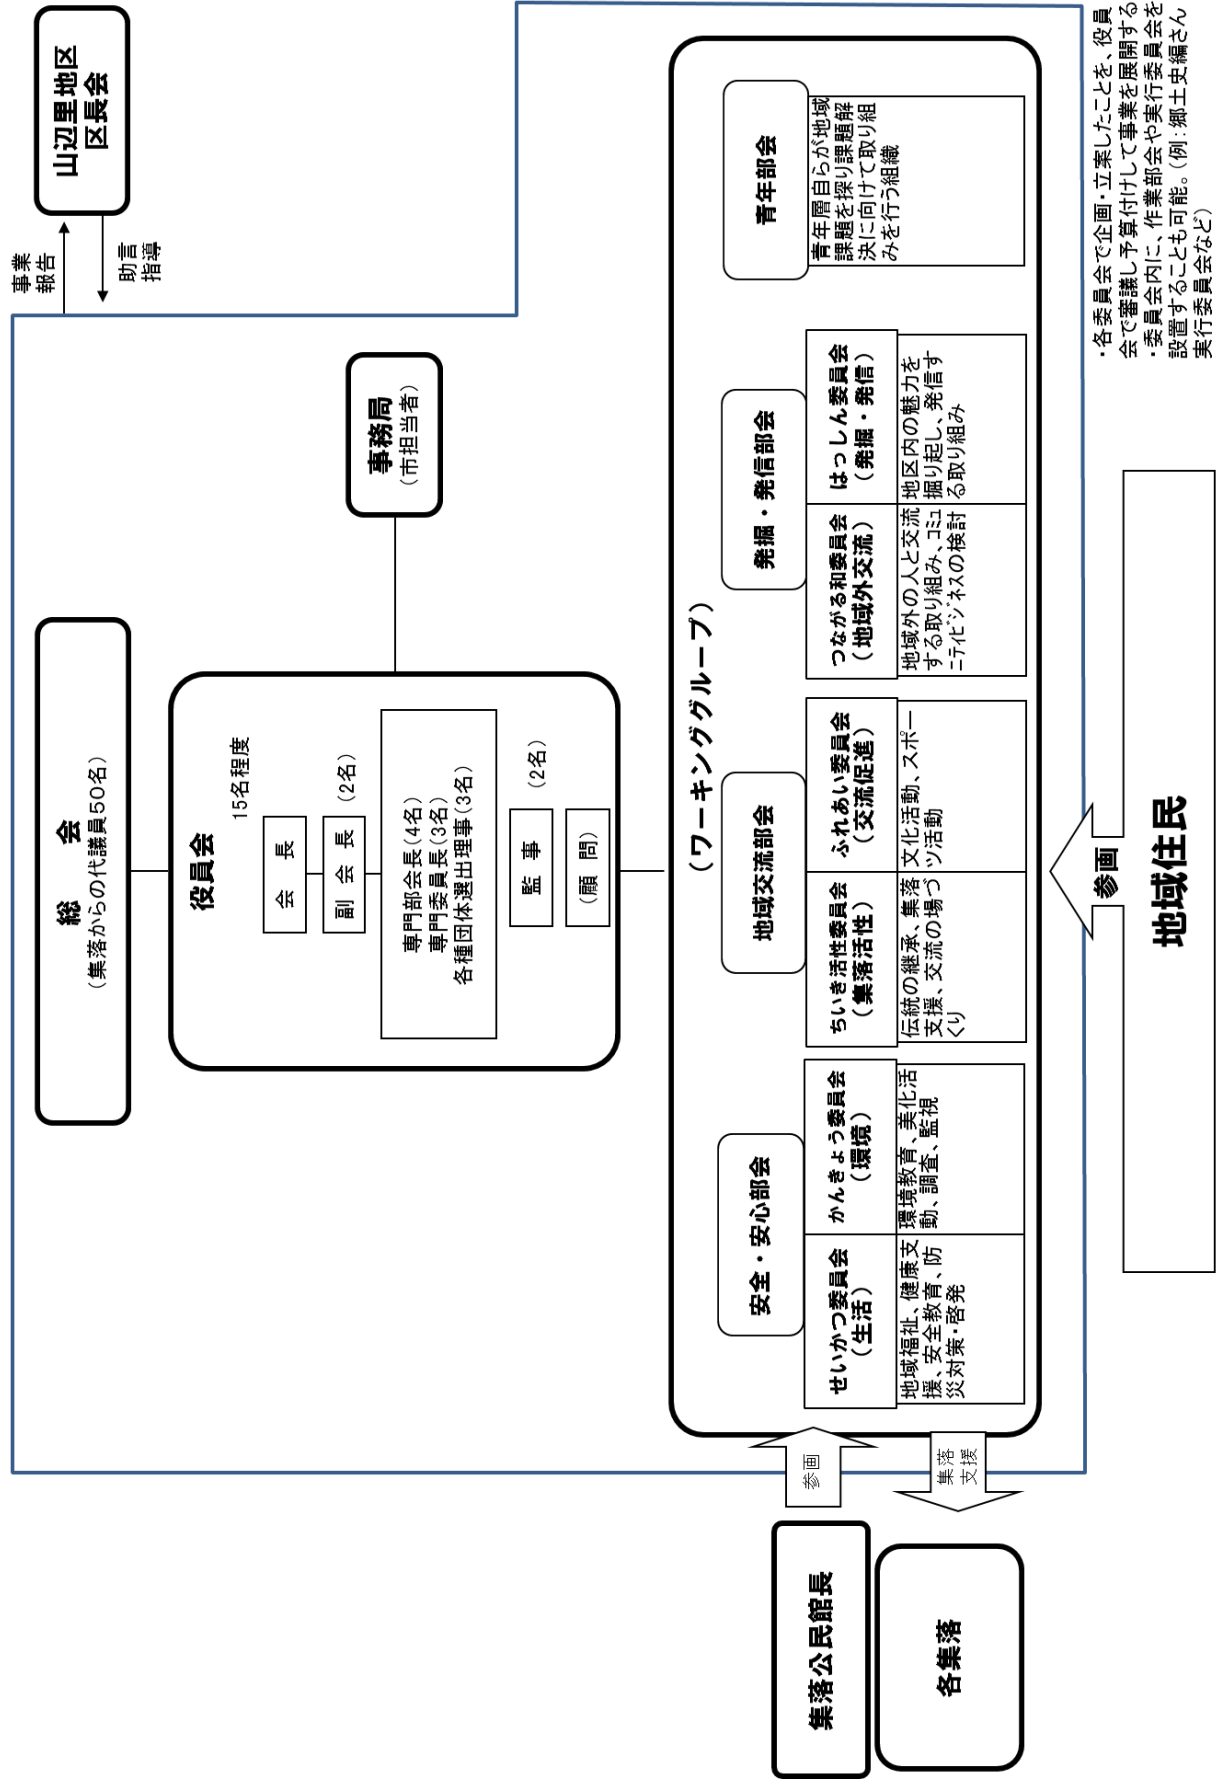 総　会
（集落からの代議員50名）
山辺里地区
区長会
事業
報告
助言
指導
役員会
15名程度
会　長
副　会　長
（2名）
専門部会長（4名）
専門委員長（3名）
各種団体選出理事（3名）
監　事
（2名）
（顧　問）
事務局
（市担当者）
（ワーキンググループ）
安全・安心部会
せいかつ委員会
（生活）
地域福祉、健康支
援、安全教育、防
災対策・啓発
かんきょう委員会
（環境）
環境教育、美化活
動、調査、監視
地域交流部会
ちいき活性委員会
（集落活性）
伝統の継承、集落
支援、交流の場づ
くり
ふれあい委員会
（交流促進）
文化活動、スポー
ツ活動
発掘・発信部会
つながる和委員会
（地域外交流）
地域外の人と交流
する取り組み、コミュ
ニティビジネスの検討
はっしん委員会
（発掘・発信）
地区内の魅力を
掘り起し、発信す
る取り組み
青年部会
青年層自らが地域
課題を探り課題解
決に向けて取り組
みを行う組織
集落公民館長
参画
各集落
集落
支援
参画
地域住民
・各委員会で企画・立案したことを、役員
会で審議し予算付けして事業を展開する
・委員会内に、作業部会や実行委員会を
設置することも可能。（例：郷土史編さん
実行委員会など）